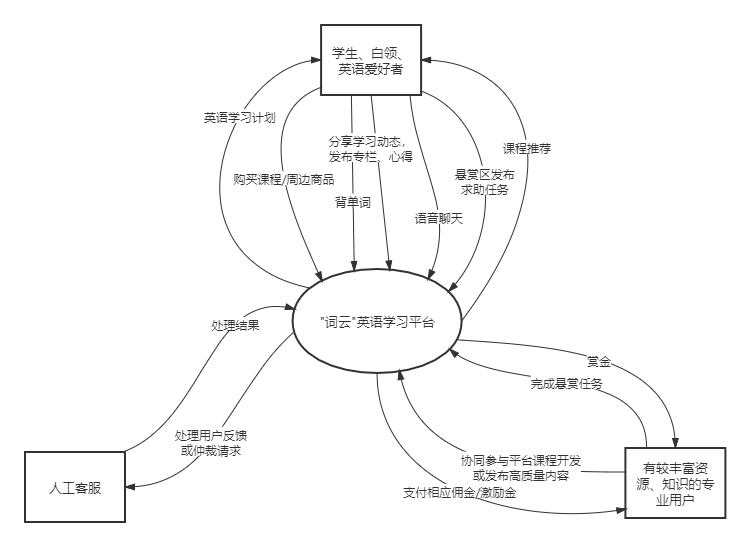 学生、白领、
英语爱好者
英语学习计划
分享学习动态，
发布专栏、心得
课程推荐
购买课程/周边商品
悬赏区发布
求助任务
背单词
语音聊天
"词云"英语学习平台
处理结果
赏金
完成悬赏任务
处理用户反馈
或仲裁请求
协同参与平台课程开发
或发布高质量内容
支付相应佣金/激励金
人工客服
有较丰富资
源、知识的专
业用户